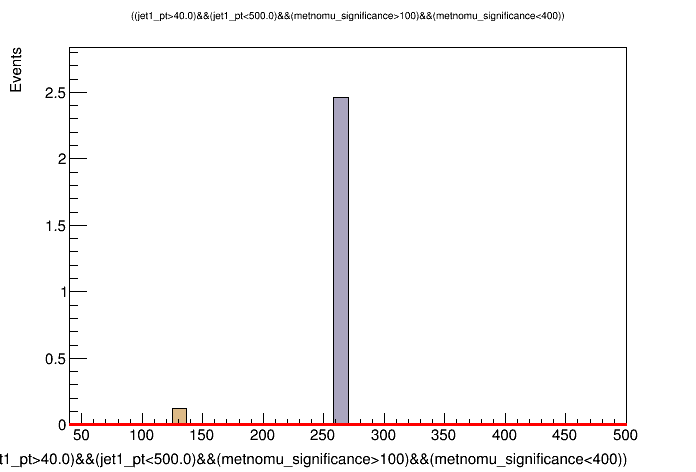 ((jet1_pt>40.0)&&(jet1_pt<500.0)&&(metnomu_significance>100)&&(metnomu_significance<400))
Events
2.5
2
1.5
1
0.5
0
50 100 150 200 250 300 350 400 450 500
t1_pt>40.0)&&(jet1_pt<500.0)&&(metnomu_significance>100)&&(metnomu_significance<400))